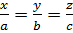 x/a = y/b = z/c